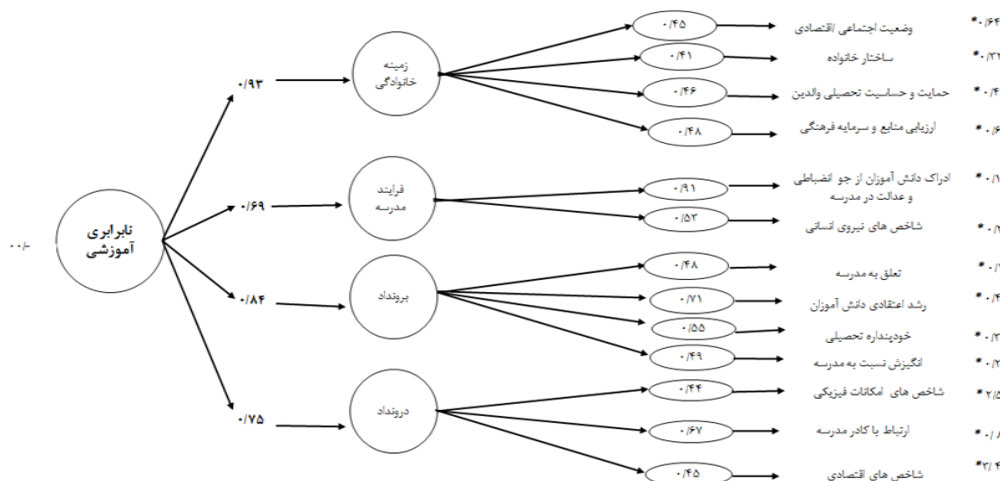 ۰/۴۵
وضعیت اجتماعی /اقتصادی
*۰/۶۴
زمینه
خانوادگی
۰/۹۳
۰/۴۱
ساختار خانواده
۰/۴۶
حمایت و حساسیت تحصیلی والدین
۰/۴۸
ارزیابی منابع و سرمایه فرهنگی
نابرابری
آموزشی
۰۰/-
۰/۶۹
فرایند
مدرسه
۰/۹۱
ادراک دانش آموزان از جو انضباطی
و عدالت در مدرسه
۰/۵۳
شاخص های نیروی انسانی
۰/۸۴
برونداد
۰/۴۸
تعلق به مدرسه
۰/۷۱
رشد اعتقادی دانش آموزان
۰/۵۵
خودپنداره تحصیلی
۰/۴۹
انگیزش نسبت به مدرسه
۰/۷۵
درونداد
۰/۴۴
شاخص های امکانات فیزیکی
۰/۶۷
ارتباط با کادر مدرسه
۰/۴۵
شاخص های اقتصادی